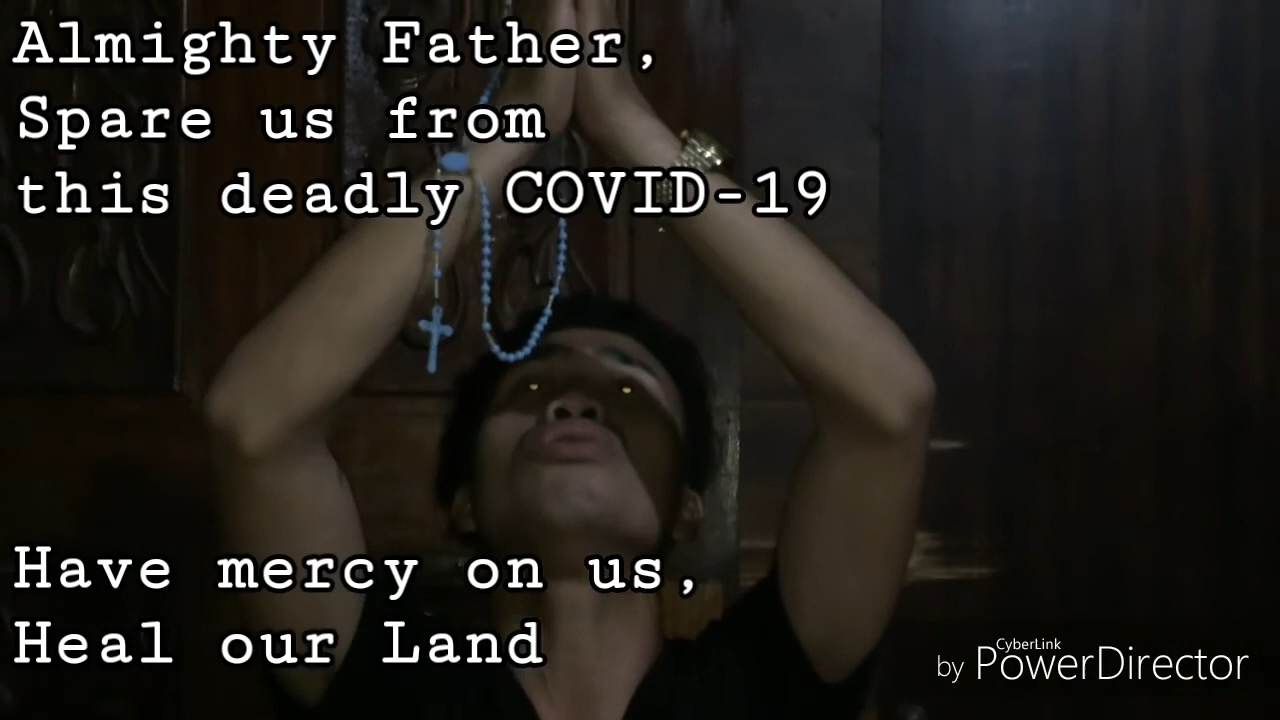 Almighty Father,
Spare us from
this deadly COVID-19
Have mercy on us,
Heal our Land
CyberLink
by PowerDirector